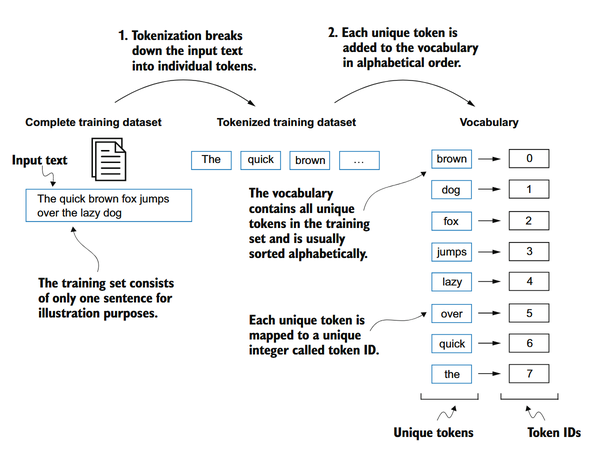 1. Tokenization breaks
down the input text
into individual tokens.
2. Each unique token is
added to the vocabulary
in alphabetical order.
Complete training dataset
Tokenized training dataset
Vocabulary
Input text
The quick brown fox jumps
over the lazy dog
The training set consists
of only one sentence for
illustration purposes.
The quick brown ...
The vocabulary
contains all unique
tokens in the training
set and is usually
sorted alphabetically.
Each unique token is
mapped to a unique
integer called token ID.
brown 0
dog 1
fox 2
jumps 3
lazy 4
over 5
quick 6
the 7
Unique tokens
Token IDs